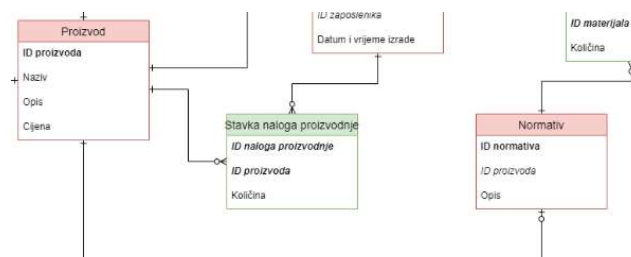 Proizvod
ID proizvoda
Naziv
Opis
Cijena
ID zaposlenika
Datum i vrijeme izrade
Stavka naloga proizvodnje
ID naloga proizvodnje
ID proizvoda
Količina
ID materijala
Količina
Normativ
ID normativa
ID proizvoda
Opis